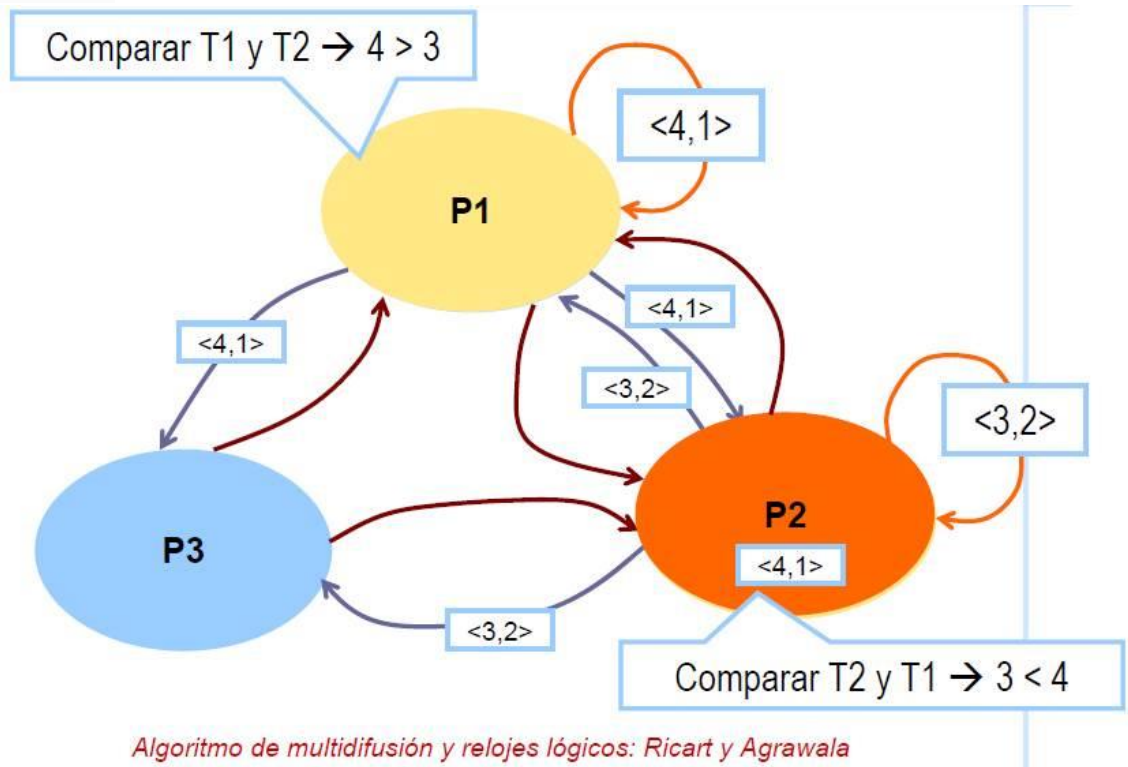 Comparar T1 y T2 → 4 > 3
<4,1>
P1
<4,1>
<4,1>
<3,2>
<3,2>
P3
P2
<4,1>
<3,2>
Comparar T2 y T1 → 3 < 4
Algoritmo de multidifusión y relojes lógicos: Ricart y Agrawala